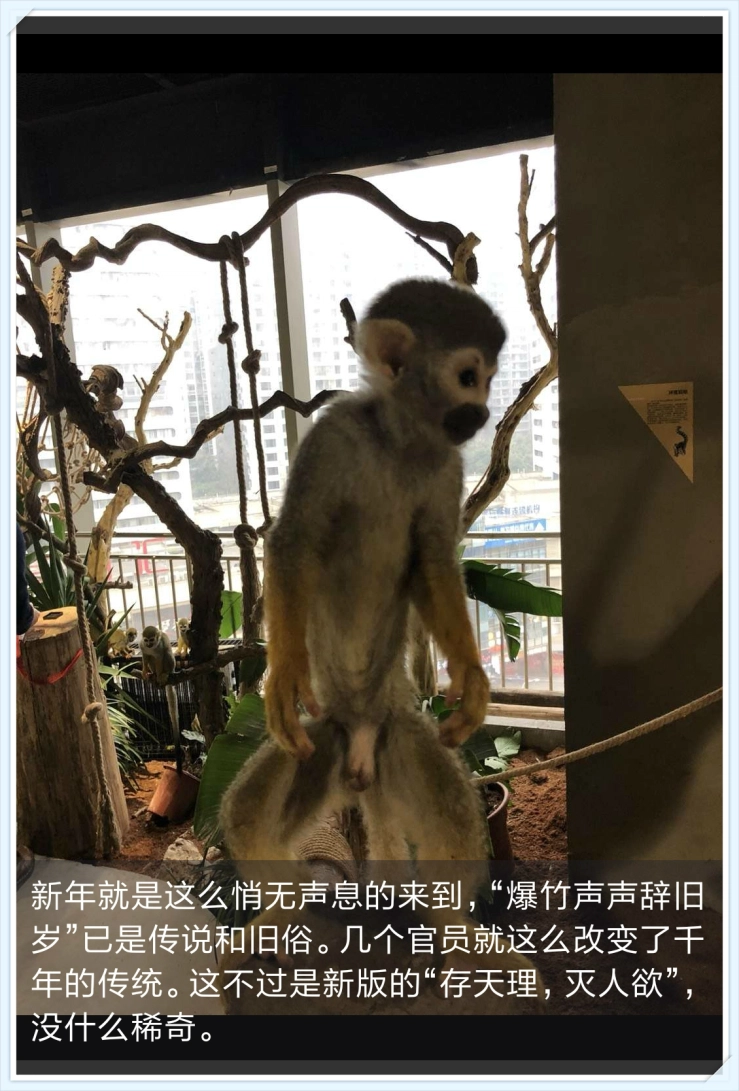 新年就是这么悄无声息的来到，“爆竹声声辞旧
岁”已是传说和旧俗。几个官员就这么改变了千
年的传统。这不过是新版的“存天理，灭人欲”，
没什么稀奇。